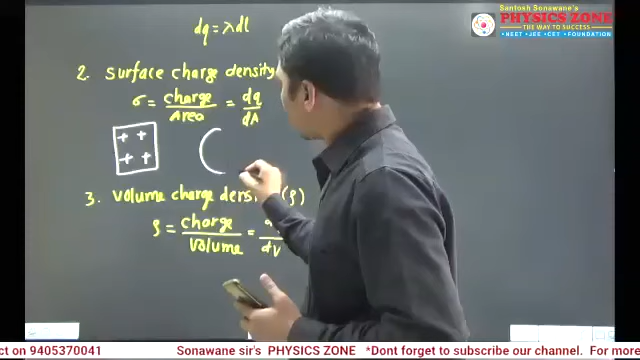 Santosh Sonawane's
PHYSICS ZONE
THE WAY TO SUCCESS
•NEET •JEE •CET •FOUNDATION
dq = λ dl
2. Surface charge density
σ = charge / Area = dq / dA
+ +
+ +
3. Volume charge dens (ρ)
ρ = charge / Volume = / dV
act on 9405370041 Sonawane sir's PHYSICS ZONE *Dont forget to subscribe our channel. For more